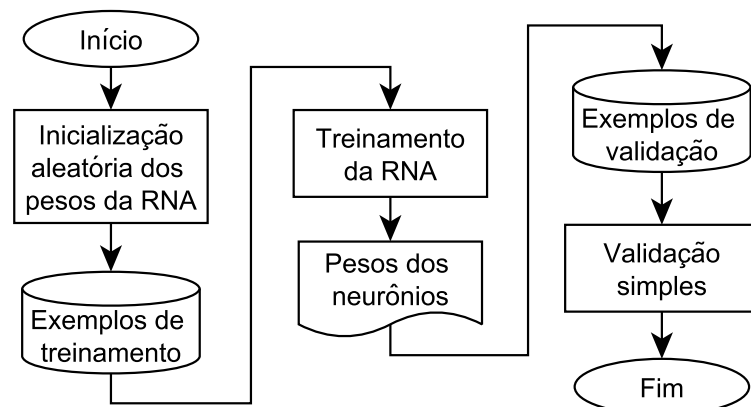 Início
Inicialização
aleatória dos
pesos da RNA
Exemplos de
treinamento
Treinamento
da RNA
Pesos dos
neurônios
Exemplos de
validação
Validação
simples
Fim